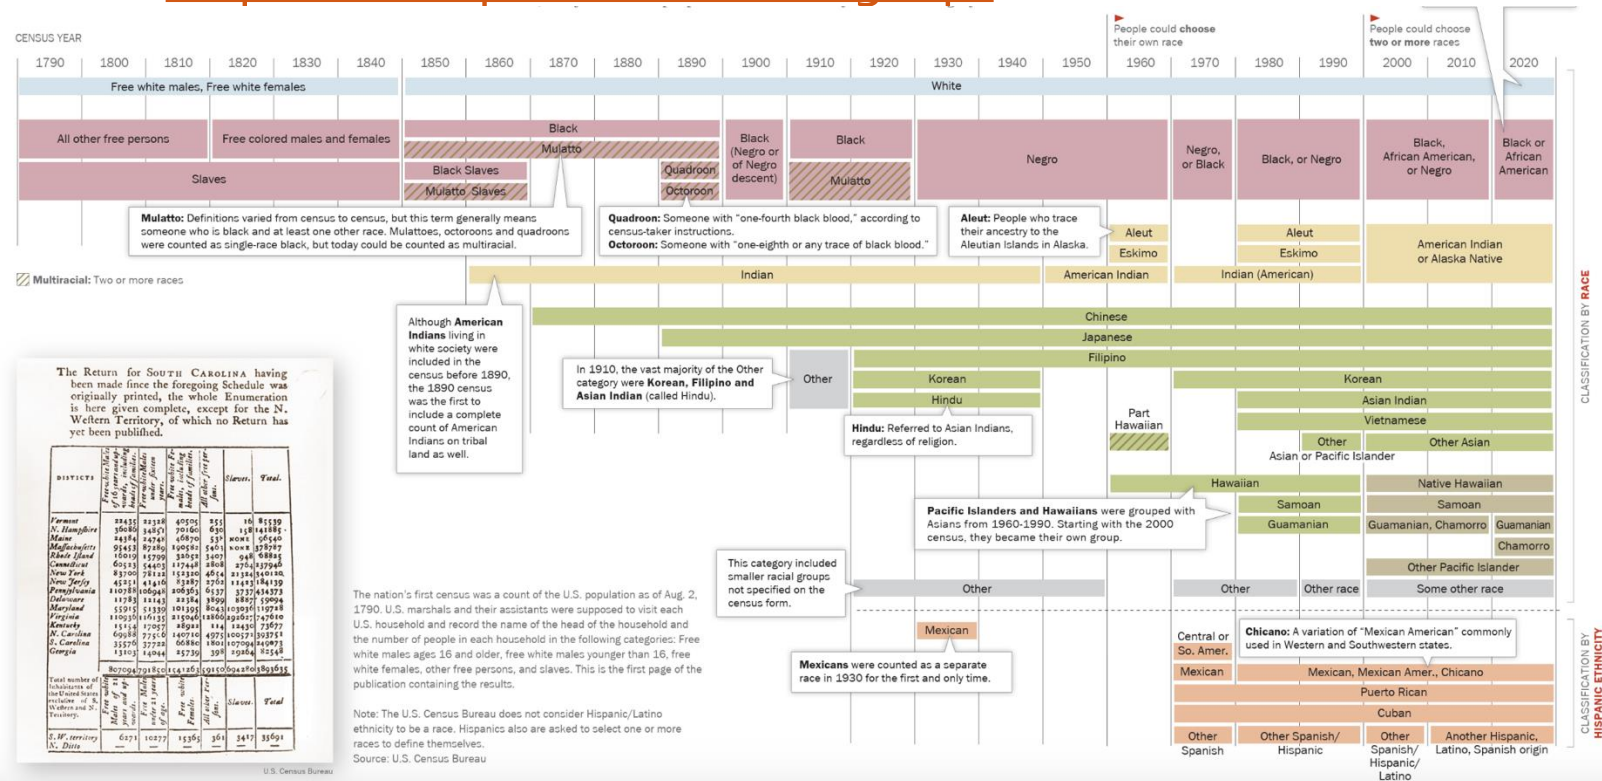 People could choose
their own race
People could choose
two or more races
CENSUS YEAR
1790 1800 1810 1820 1830 1840 1850 1860 1870 1880 1890 1900 1910 1920 1930 1940 1950 1960 1970 1980 1990 2000 2010 2020
Free white males, Free white females
White
All other free persons
Free colored males and females
Slaves
Black
Mulatto
Black Slaves
Mulatto Slaves
Quadroon
Octoroon
Black
(Negro or
of Negro
descent)
Black
Mulatto
Negro
Negro,
or Black
Black, or Negro
Black,
African American,
or Negro
Black or
African
American
Mulatto: Definitions varied from census to census, but this term generally means
someone who is black and at least one other race. Mulattoes, octoroons and quadroons
were counted as single-race black, but today could be counted as multiracial.
Quadroon: Someone with "one-fourth black blood," according to
census-taker instructions.
Octoroon: Someone with "one-eighth or any trace of black blood."
Aleut: People who trace
their ancestry to the
Aleutian Islands in Alaska.
Aleut
Eskimo
Aleut
Eskimo
American Indian
or Alaska Native
Multiracial: Two or more races
Indian
American Indian
Indian (American)
Although American
Indians living in
white society were
included in the
census before 1890,
the 1890 census
was the first to
include a complete
count of American
Indians on tribal
land as well.
Chinese
Japanese
Filipino
In 1910, the vast majority of the Other
category were Korean, Filipino and
Asian Indian (called Hindu).
Other
Korean
Hindu
Korean
Asian Indian
Vietnamese
Hindu: Referred to Asian Indians,
regardless of religion.
Part
Hawaiian
Other
Other Asian
Asian or Pacific Islander
Hawaiian
Native Hawaiian
Samoan
Samoan
Guamanian
Guamanian, Chamorro
Guamanian
Chamorro
Other Pacific Islander
Pacific Islanders and Hawaiians were grouped with
Asians from 1960-1990. Starting with the 2000
census, they became their own group.
This category included
smaller racial groups
not specified on the
census form.
Other
Other
Other race
Some other race
CLASSIFICATION BY RACE
Mexican
Mexicans were counted as a separate
race in 1930 for the first and only time.
Central or
So. Amer.
Chicano: A variation of "Mexican American" commonly
used in Western and Southwestern states.
Mexican
Mexican, Mexican Amer., Chicano
Puerto Rican
Cuban
Other
Spanish
Other Spanish/
Hispanic
Other
Spanish/
Hispanic/
Latino
Another Hispanic,
Latino, Spanish origin
CLASSIFICATION BY
HISPANIC ETHNICITY
The Return for SOUTH CAROLINA having
been made ſince the foregoing Schedule was
originally printed, the whole Enumeration
is here given complete, except for the N.
Weſtern Territory, of which no Return has
yet been publiſhed.
DISTRICTS
Slaves. Total.
Vermont
N. Hampſhire
Maine
Maſſachuſetts
Rhode Iſland
Connecticut
New York
New Jerſey
Pennſylvania
Delaware
Maryland
Virginia
Kentucky
N. Carolina
S. Carolina
Georgia
Total number of
Inhabitants of
the United States
excluſive of S.
Weſtern and N.
Territory.
Slaves. Total
S. W. territory 6271 10277 15365 361 3417 35691
N. Ditto
U.S. Census Bureau
The nation's first census was a count of the U.S. population as of Aug. 2,
1790. U.S. marshals and their assistants were supposed to visit each
U.S. household and record the name of the head of the household and
the number of people in each household in the following categories: Free
white males ages 16 and older, free white males younger than 16, free
white females, other free persons, and slaves. This is the first page of the
publication containing the results.
Note: The U.S. Census Bureau does not consider Hispanic/Latino
ethnicity to be a race. Hispanics also are asked to select one or more
races to define themselves.
Source: U.S. Census Bureau